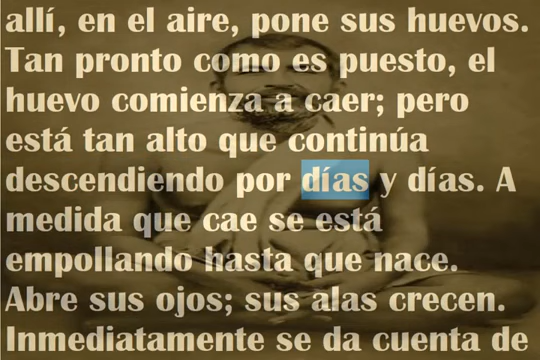 allí, en el aire, pone sus huevos.
Tan pronto como es puesto, el
huevo comienza a caer; pero
está tan alto que continúa
descendiendo por días y días. A
medida que cae se está
empollando hasta que nace.
Abre sus ojos; sus alas crecen.
Inmediatamente se da cuenta de